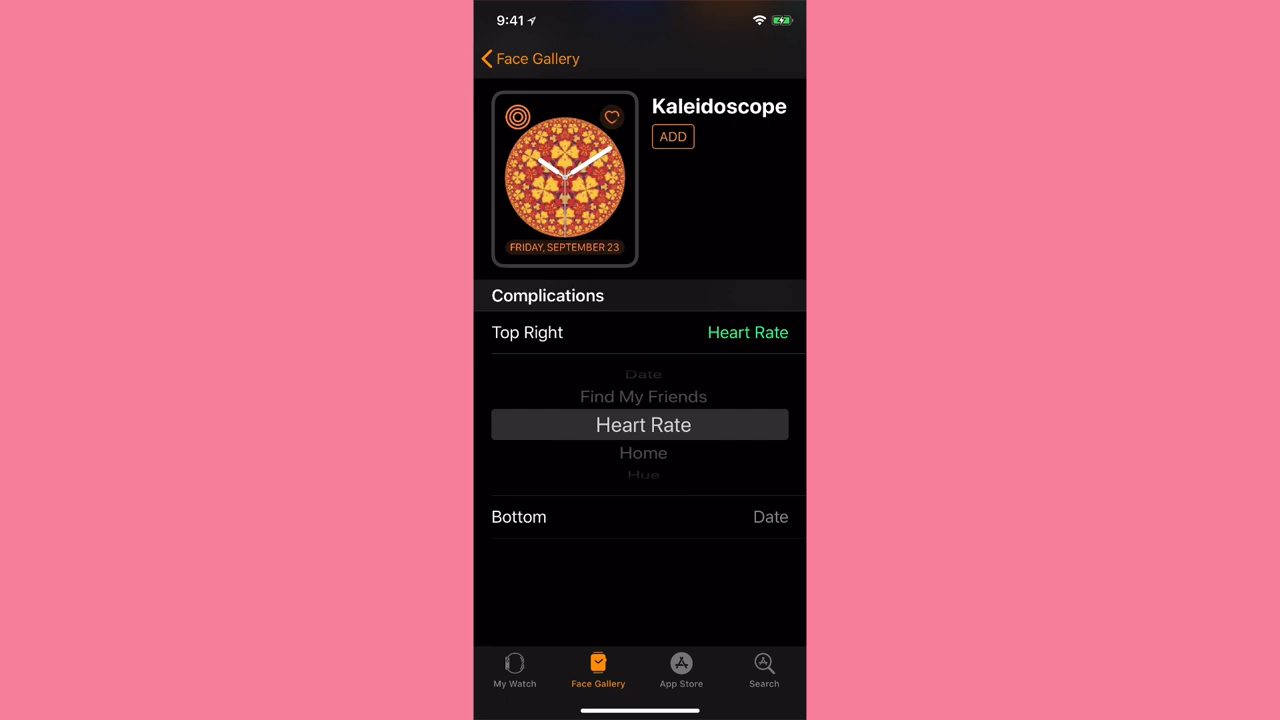 9:41
Face Gallery
Kaleidoscope
ADD
FRIDAY, SEPTEMBER 23
Complications
Top Right Heart Rate
Date
Find My Friends
Heart Rate
Home
Hue
Bottom Date
My Watch Face Gallery App Store Search